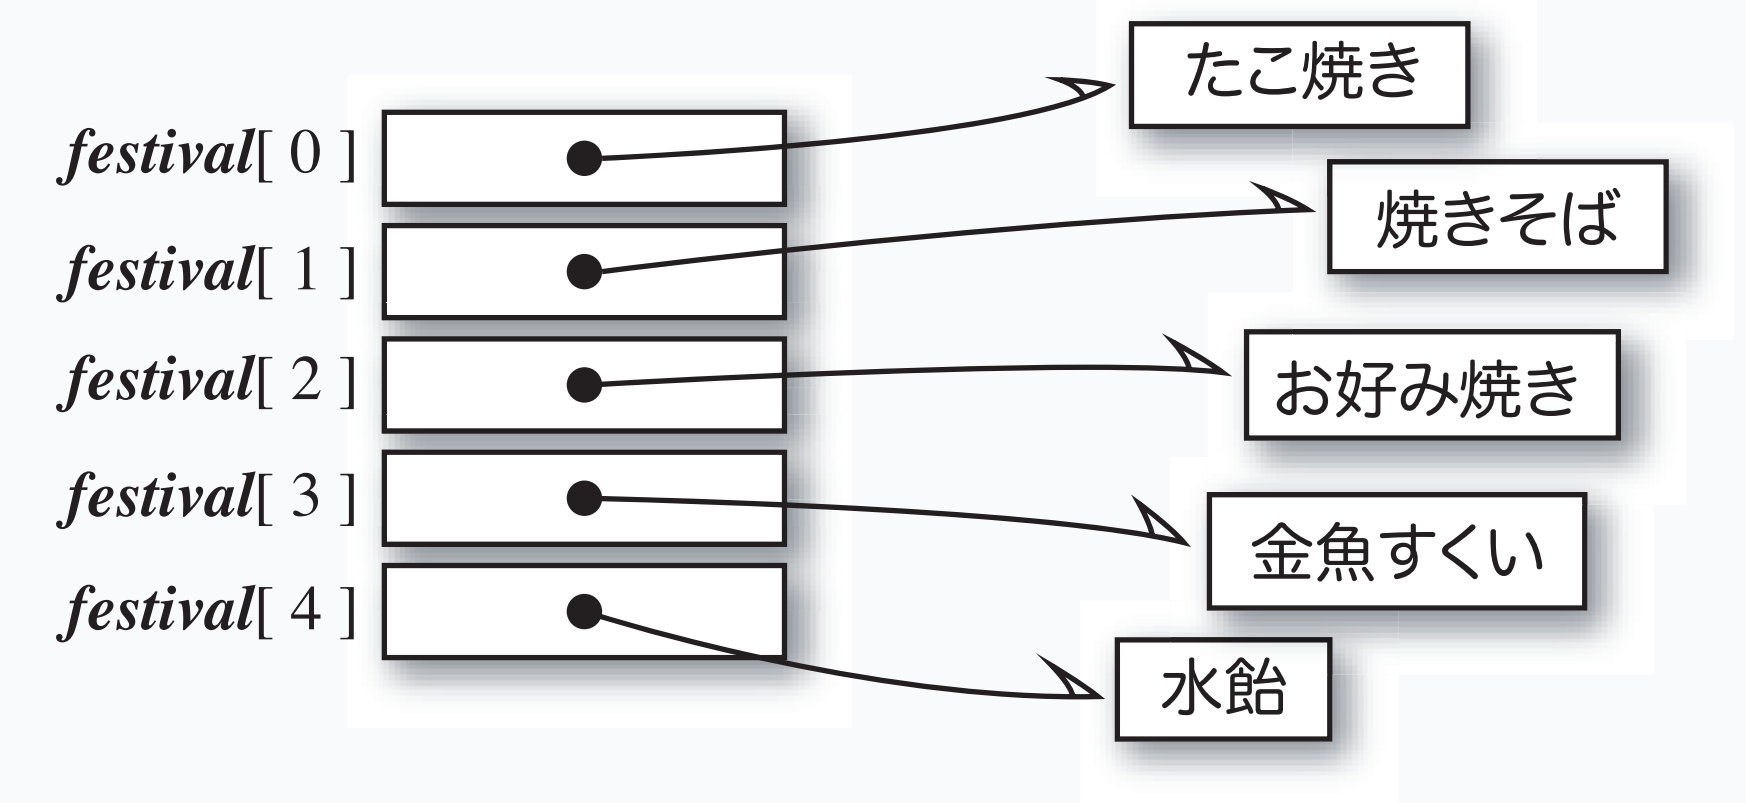 festival[ 0 ] たこ焼き
festival[ 1 ] 焼きそば
festival[ 2 ] お好み焼き
festival[ 3 ] 金魚すくい
festival[ 4 ] 水飴